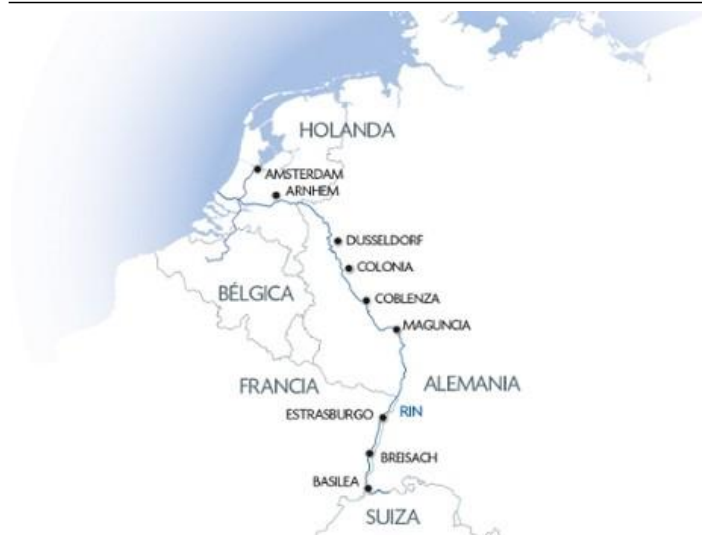 HOLANDA
AMSTERDAM
ARNHEM
DUSSELDORF
COLONIA
BÉLGICA
COBLENZA
MAGUNCIA
FRANCIA
ALEMANIA
ESTRASBURGO
RIN
BREISACH
BASILEA
SUIZA